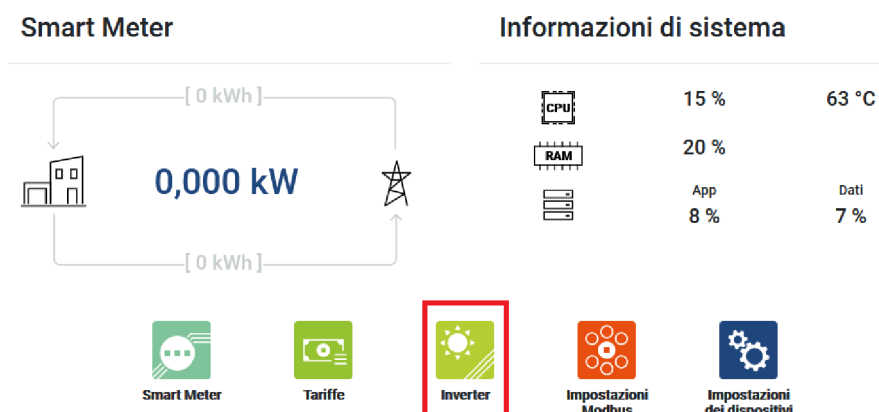 Smart Meter
[ 0 kWh ]
0,000 kW
[ 0 kWh ]
Informazioni di sistema
CPU
15 %
63 °C
RAM
20 %
App
Dati
8 %
7 %
Smart Meter
Tariffe
Inverter
Impostazioni
Modbus
Impostazioni
dei dispositivi